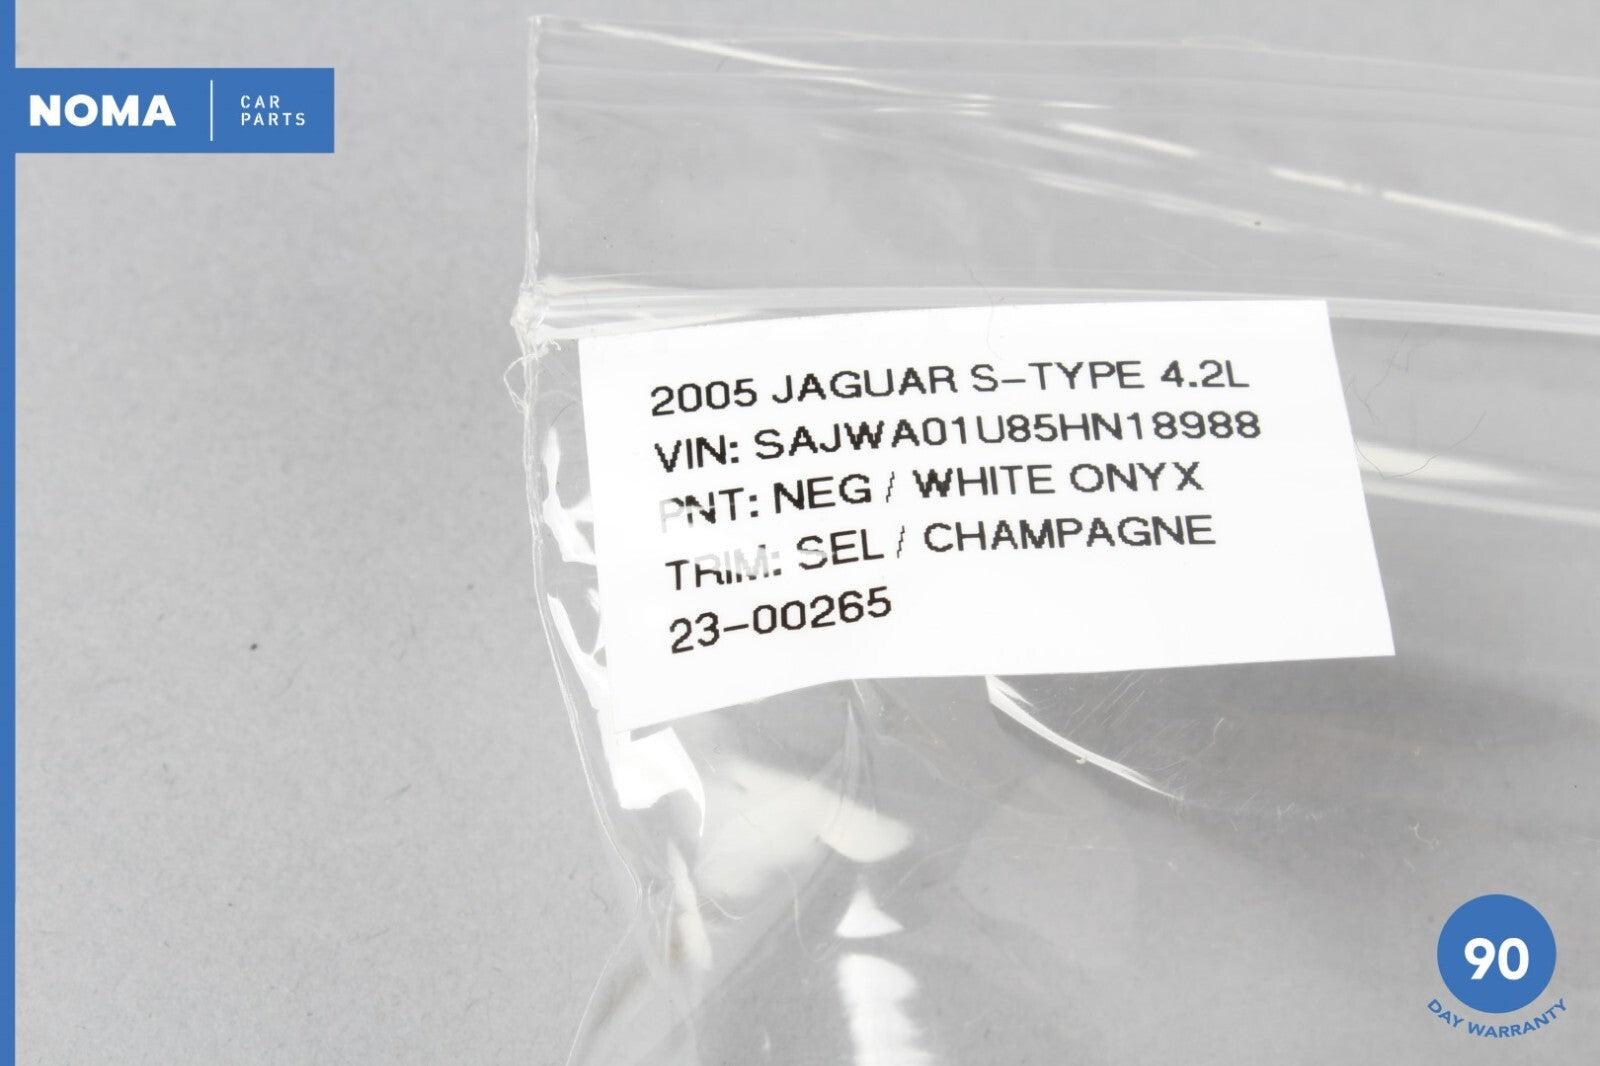 NOMA
CAR
PARTS
2005 JAGUAR S-TYPE 4.2L
VIN: SAJWA01U85HN18988
PNT: NEG / WHITE ONYX
TRIM: SEL / CHAMPAGNE
23-00265
90
DAY WARRANTY